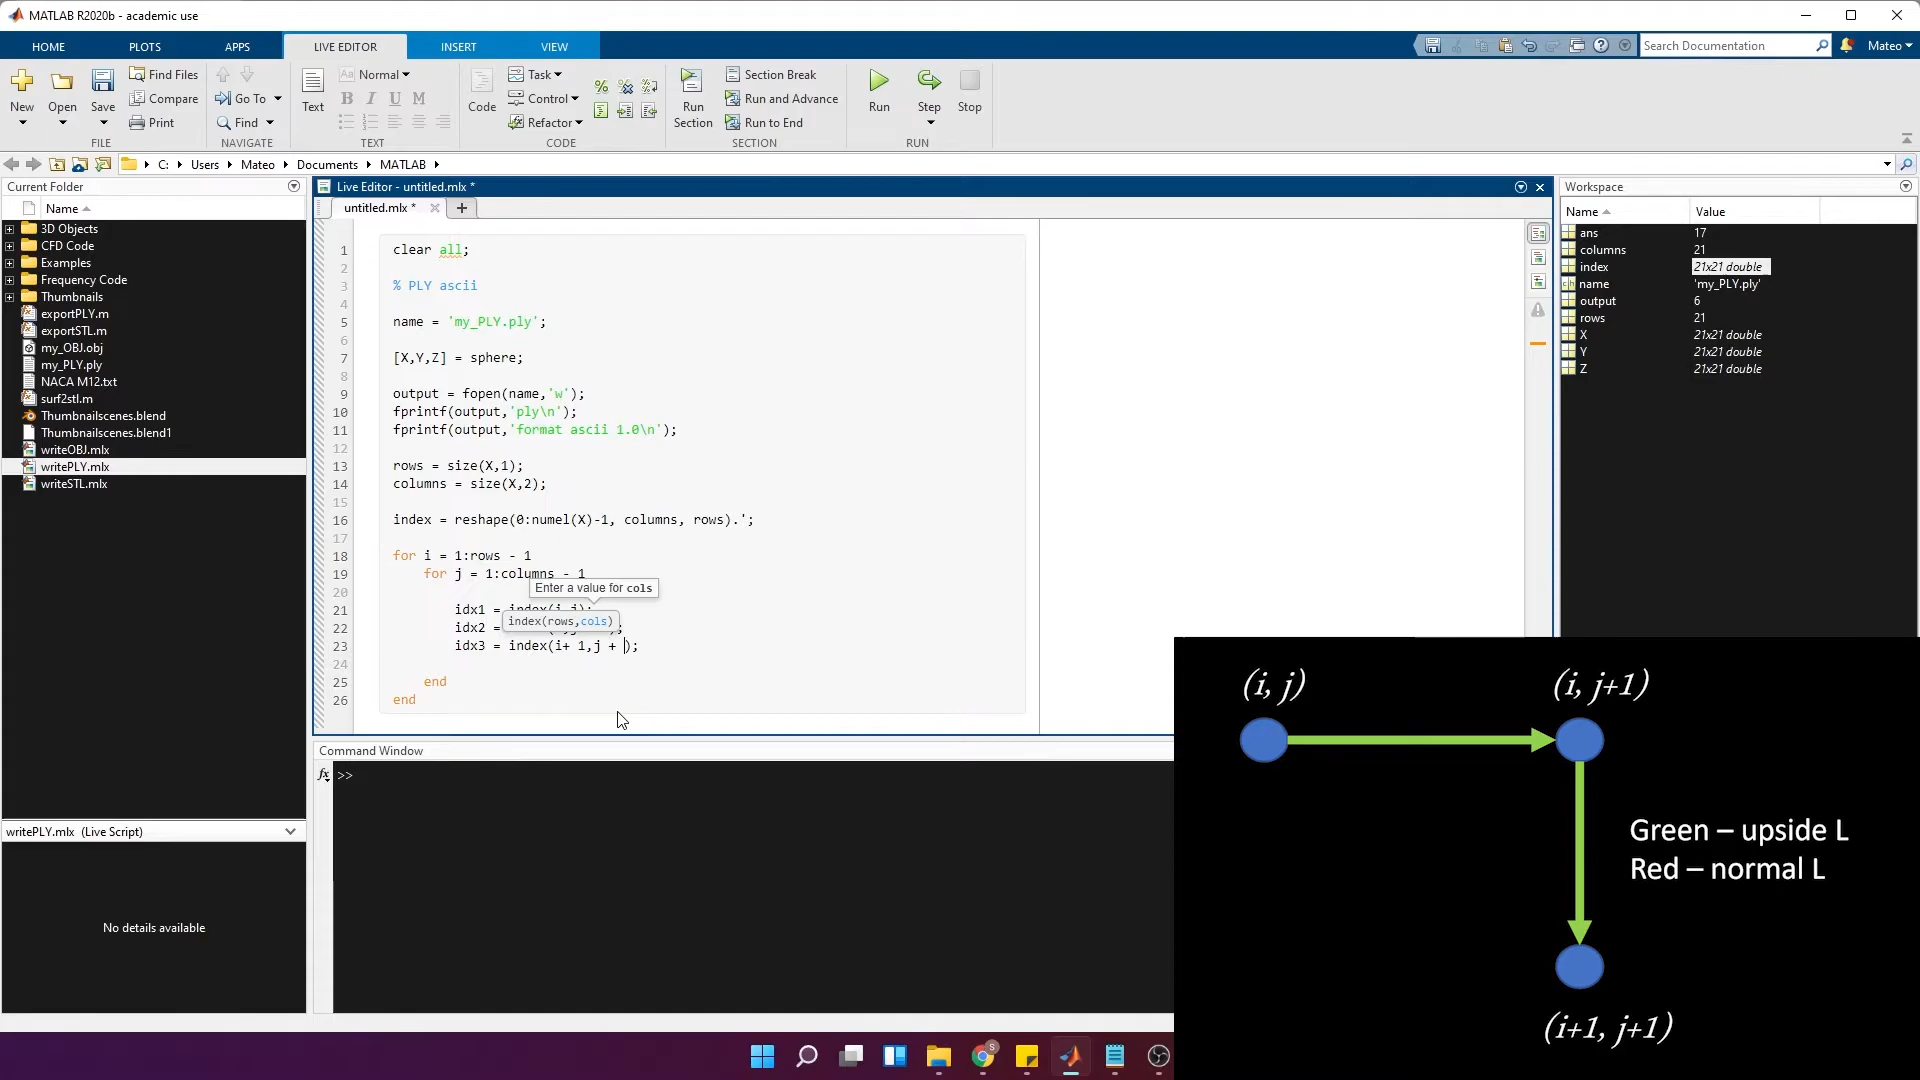 MATLAB R2020b - academic use
HOME PLOTS APPS LIVE EDITOR INSERT VIEW
Search Documentation Mateo
New Open Save Find Files Compare Print
FILE
Go To Find
NAVIGATE
Text Aa Normal
B I U M
TEXT
Code Task Control Refactor
CODE
Run Section Section Break Run and Advance Run to End
SECTION
Run Step Stop
RUN
C: Users Mateo Documents MATLAB
Current Folder
Name
3D Objects
CFD Code
Examples
Frequency Code
Thumbnails
exportPLY.m
exportSTL.m
my_OBJ.obj
my_PLY.ply
NACA M12.txt
surf2stl.m
Thumbnailscenes.blend
Thumbnailscenes.blend1
writeOBJ.mlx
writePLY.mlx
writeSTL.mlx
writePLY.mlx (Live Script)
No details available
Live Editor - untitled.mlx *
untitled.mlx * +
1 clear all;
2
3 % PLY ascii
4
5 name = 'my_PLY.ply';
6
7 [X,Y,Z] = sphere;
8
9 output = fopen(name,'w');
10 fprintf(output,'ply\n');
11 fprintf(output,'format ascii 1.0\n');
12
13 rows = size(X,1);
14 columns = size(X,2);
15
16 index = reshape(0:numel(X)-1, columns, rows).';
17
18 for i = 1:rows - 1
19 for j = 1:columns - 1
20
Enter a value for cols
21 idx1 = index(i,j);
index(rows,cols)
22 idx2 = ;
23 idx3 = index(i+ 1,j + );
24
25 end
26 end
Command Window
fx >>
Workspace
Name Value
ans 17
columns 21
index 21x21 double
name 'my_PLY.ply'
output 6
rows 21
X 21x21 double
Y 21x21 double
Z 21x21 double
(i, j) (i, j+1)
Green – upside L
Red – normal L
(i+1, j+1)